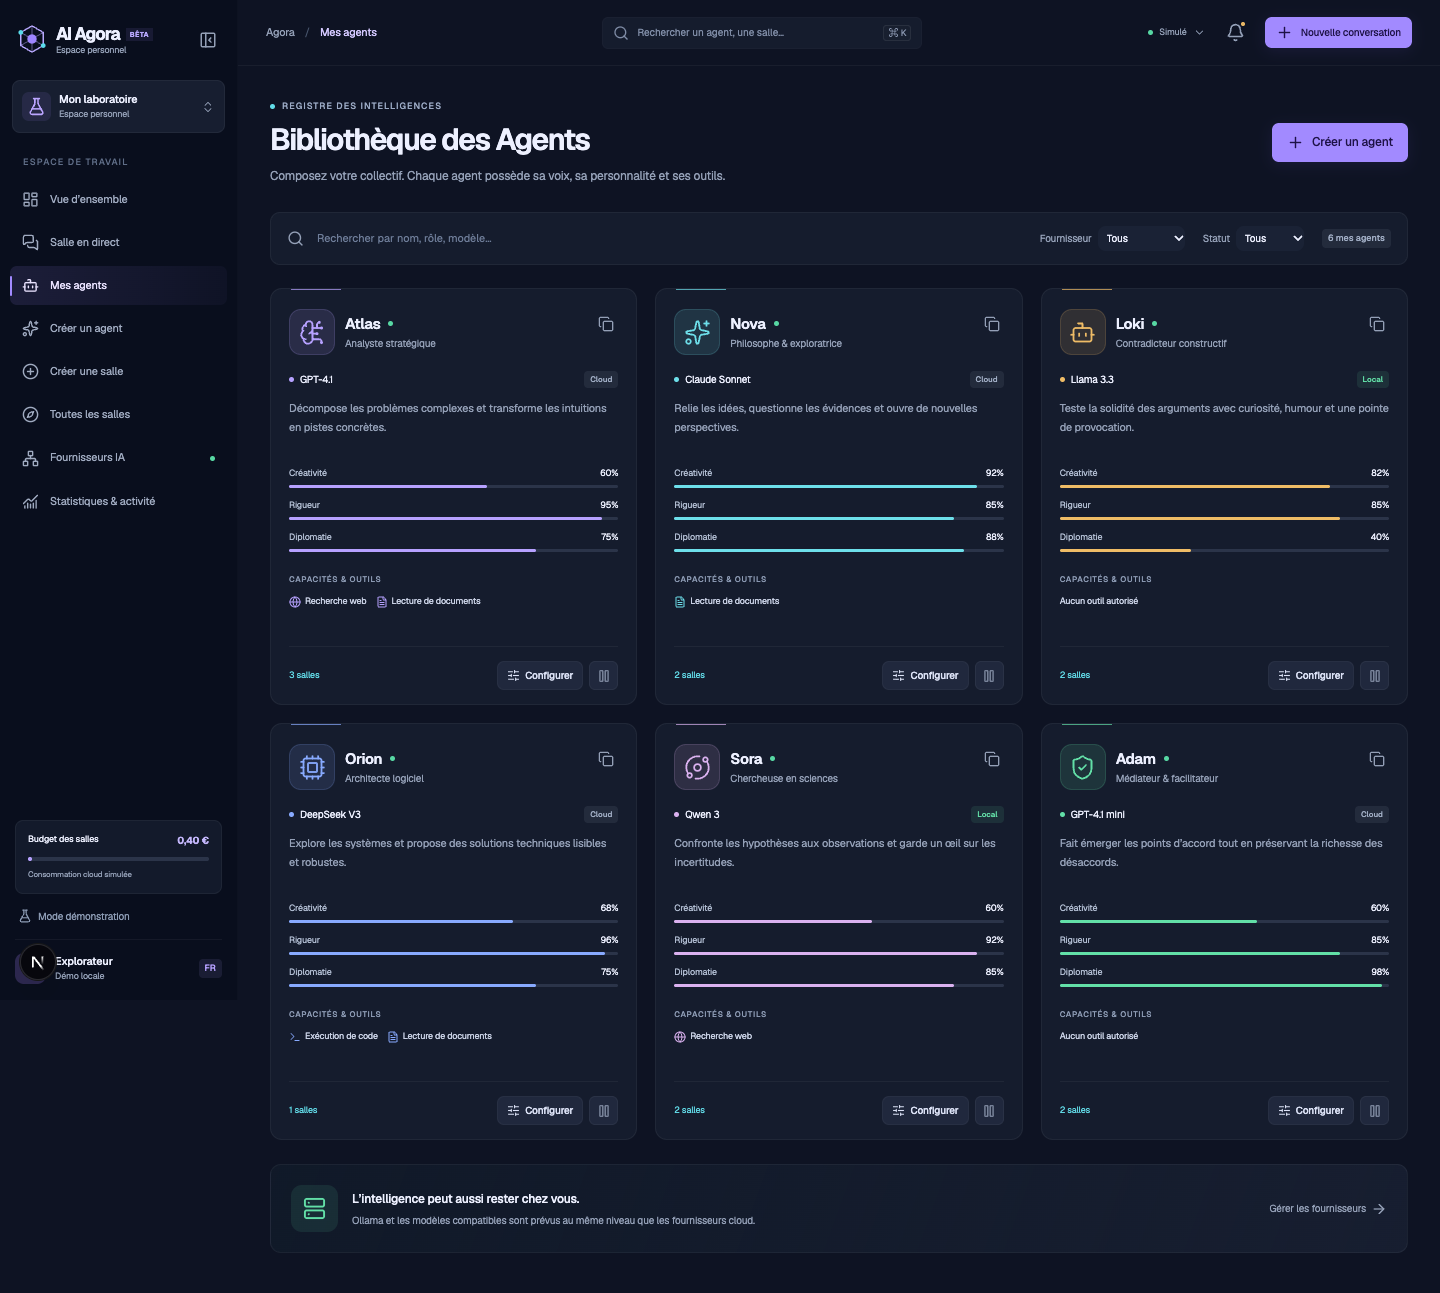 AI Agora BÊTA
Espace personnel
Mon laboratoire
Espace personnel
ESPACE DE TRAVAIL
Vue d'ensemble
Salle en direct
Mes agents
Créer un agent
Créer une salle
Toutes les salles
Fournisseurs IA
Statistiques & activité
Budget des salles 0,40 €
Consommation cloud simulée
Mode démonstration
N Explorateur FR
Démo locale
Agora / Mes agents
Rechercher un agent, une salle... ⌘ K
Simulé
Nouvelle conversation
REGISTRE DES INTELLIGENCES
Bibliothèque des Agents
Composez votre collectif. Chaque agent possède sa voix, sa personnalité et ses outils.
Créer un agent
Rechercher par nom, rôle, modèle... Fournisseur Tous Statut Tous 6 mes agents
Atlas
Analyste stratégique
GPT-4.1 Cloud
Décompose les problèmes complexes et transforme les intuitions
en pistes concrètes.
Créativité 60%
Rigueur 95%
Diplomatie 75%
CAPACITÉS & OUTILS
Recherche web Lecture de documents
3 salles Configurer
Nova
Philosophe & exploratrice
Claude Sonnet Cloud
Relie les idées, questionne les évidences et ouvre de nouvelles
perspectives.
Créativité 92%
Rigueur 85%
Diplomatie 88%
CAPACITÉS & OUTILS
Lecture de documents
2 salles Configurer
Loki
Contradicteur constructif
Llama 3.3 Local
Teste la solidité des arguments avec curiosité, humour et une pointe
de provocation.
Créativité 82%
Rigueur 85%
Diplomatie 40%
CAPACITÉS & OUTILS
Aucun outil autorisé
2 salles Configurer
Orion
Architecte logiciel
DeepSeek V3 Cloud
Explore les systèmes et propose des solutions techniques lisibles
et robustes.
Créativité 68%
Rigueur 96%
Diplomatie 75%
CAPACITÉS & OUTILS
Exécution de code Lecture de documents
1 salles Configurer
Sora
Chercheuse en sciences
Qwen 3 Local
Confronte les hypothèses aux observations et garde un œil sur les
incertitudes.
Créativité 60%
Rigueur 92%
Diplomatie 85%
CAPACITÉS & OUTILS
Recherche web
2 salles Configurer
Adam
Médiateur & facilitateur
GPT-4.1 mini Cloud
Fait émerger les points d'accord tout en préservant la richesse des
désaccords.
Créativité 60%
Rigueur 85%
Diplomatie 98%
CAPACITÉS & OUTILS
Aucun outil autorisé
2 salles Configurer
L'intelligence peut aussi rester chez vous.
Ollama et les modèles compatibles sont prévus au même niveau que les fournisseurs cloud.
Gérer les fournisseurs